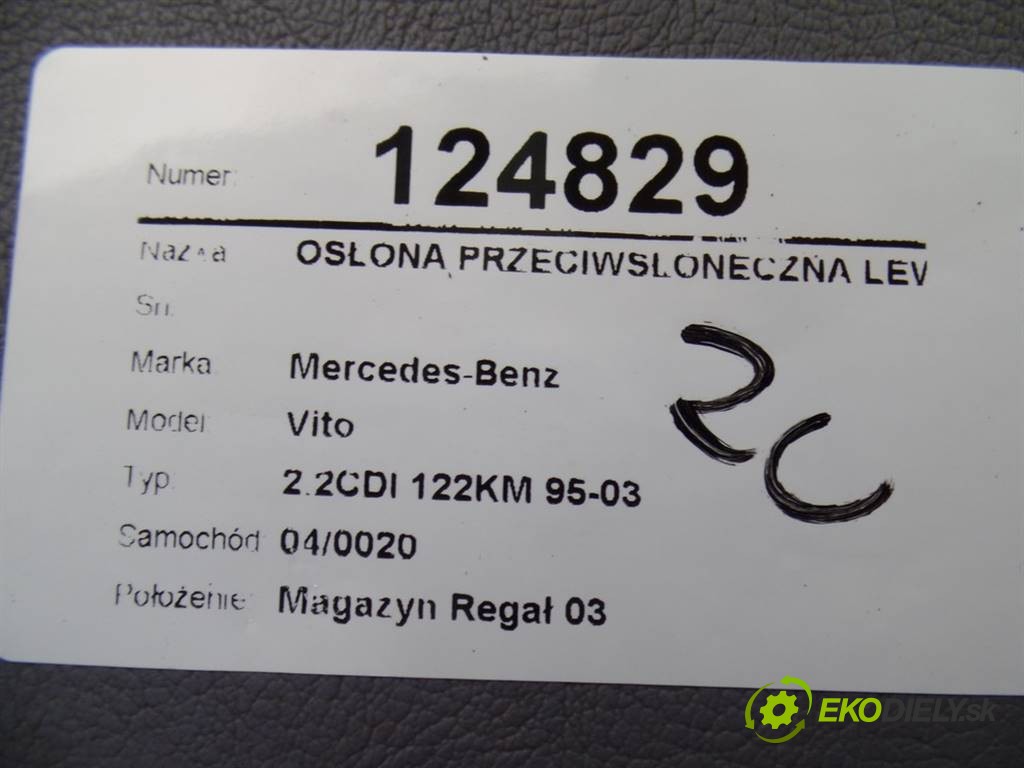 Numer: 124829
Nazwa OSŁONA PRZECIWSŁONECZNA LEW
Sn:
Marka Mercedes-Benz
Model Vito
Typ 2.2CDI 122KM 95-03
Samochód 04/0020
Położenie: Magazyn Regał 03
2C
EKODIELY.sk